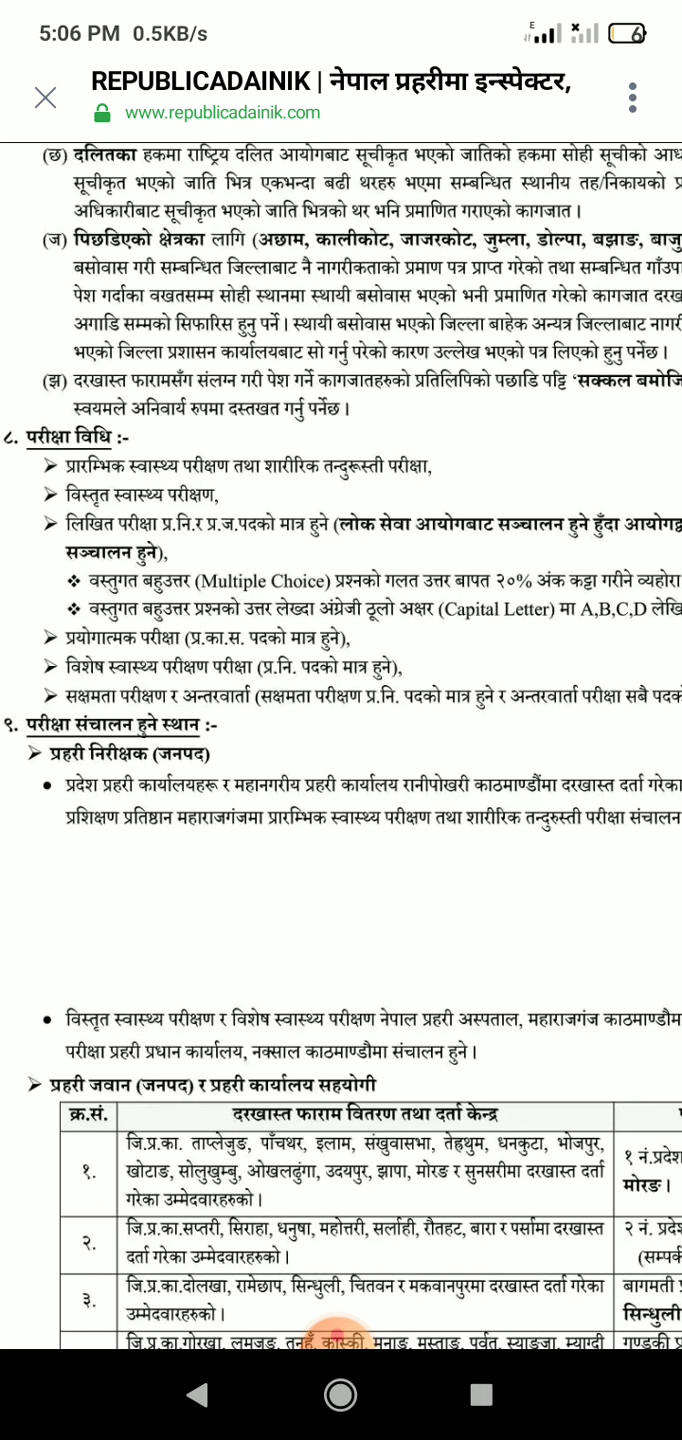 5:06 PM 0.5KB/s
E
6
REPUBLICADAINIK | नेपाल प्रहरीमा इन्स्पेक्टर,
www.republicadainik.com
(छ) दलितका हकमा राष्ट्रिय दलित आयोगबाट सूचीकृत भएको जातिको हकमा सोही सूचीको आध
सूचीकृत भएको जाति भित्र एकभन्दा बढी थरहरु भएमा सम्बन्धित स्थानीय तह/निकायको प्र
अधिकारीबाट सूचीकृत भएको जाति भित्रको थर भनि प्रमाणित गराएको कागजात।
(ज) पिछडिएको क्षेत्रका लागि (अछाम, कालीकोट, जाजरकोट, जुम्ला, डोल्पा, बझाङ, बाजु
बसोवास गरी सम्बन्धित जिल्लाबाट नै नागरीकताको प्रमाण पत्र प्राप्त गरेको तथा सम्बन्धित गाँउपा
पेश गर्दाका वखतसम्म सोही स्थानमा स्थायी बसोवास भएको भनी प्रमाणित गरेको कागजात दरख
अगाडि सम्मको सिफारिस हुनु पर्ने। स्थायी बसोवास भएको जिल्ला बाहेक अन्यत्र जिल्लाबाट नागरी
भएको जिल्ला प्रशासन कार्यालयबाट सो गर्नु परेको कारण उल्लेख भएको पत्र लिएको हुनु पर्नेछ।
(झ) दरखास्त फारामसँग संलग्न गरी पेश गर्ने कागजातहरुको प्रतिलिपिको पछाडि पट्टि 'सक्कल बमोजि
स्वयमले अनिवार्य रुपमा दस्तखत गर्नु पर्नेछ।
८. परीक्षा विधि :-
➤ प्रारम्भिक स्वास्थ्य परीक्षण तथा शारीरिक तन्दुरूस्ती परीक्षा,
➤ विस्तृत स्वास्थ्य परीक्षण,
➤ लिखित परीक्षा प्र.नि.र प्र.ज.पदको मात्र हुने (लोक सेवा आयोगबाट सञ्चालन हुने हुँदा आयोगद्व
सञ्चालन हुने),
❖ वस्तुगत बहुउत्तर (Multiple Choice) प्रश्नको गलत उत्तर बापत २०% अंक कट्टा गरीने व्यहोरा
❖ वस्तुगत बहुउत्तर प्रश्नको उत्तर लेख्दा अंग्रेजी ठूलो अक्षर (Capital Letter) मा A,B,C,D लेखि
➤ प्रयोगात्मक परीक्षा (प्र.का.स. पदको मात्र हुने),
➤ विशेष स्वास्थ्य परीक्षण परीक्षा (प्र.नि. पदको मात्र हुने),
➤ सक्षमता परीक्षण र अन्तरवार्ता (सक्षमता परीक्षण प्र.नि. पदको मात्र हुने र अन्तरवार्ता परीक्षा सबै पदक
९. परीक्षा संचालन हुने स्थान :-
➤ प्रहरी निरीक्षक (जनपद)
• प्रदेश प्रहरी कार्यालयहरू र महानगरीय प्रहरी कार्यालय रानीपोखरी काठमाण्डौंमा दरखास्त दर्ता गरेका
प्रशिक्षण प्रतिष्ठान महाराजगंजमा प्रारम्भिक स्वास्थ्य परीक्षण तथा शारीरिक तन्दुरुस्ती परीक्षा संचालन
• विस्तृत स्वास्थ्य परीक्षण र विशेष स्वास्थ्य परीक्षण नेपाल प्रहरी अस्पताल, महाराजगंज काठमाण्डौम
परीक्षा प्रहरी प्रधान कार्यालय, नक्साल काठमाण्डौमा संचालन हुने।
➤ प्रहरी जवान (जनपद) र प्रहरी कार्यालय सहयोगी
क्र.सं. दरखास्त फाराम वितरण तथा दर्ता केन्द्र
१. जि.प्र.का. ताप्लेजुङ, पाँचथर, इलाम, संखुवासभा, तेह्रथुम, धनकुटा, भोजपुर,
खोटाङ, सोलुखुम्बु, ओखलढुंगा, उदयपुर, झापा, मोरङ र सुनसरीमा दरखास्त दर्ता
गरेका उम्मेदवारहरुको।
१ नं.प्रदेश
मोरङ।
२. जि.प्र.का.सप्तरी, सिराहा, धनुषा, महोत्तरी, सर्लाही, रौतहट, बारा र पर्सामा दरखास्त
दर्ता गरेका उम्मेदवारहरुको।
२ नं. प्रदेश
(सम्पर्क
३. जि.प्र.का.दोलखा, रामेछाप, सिन्धुली, चितवन र मकवानपुरमा दरखास्त दर्ता गरेका
उम्मेदवारहरुको।
बागमती प्र
सिन्धुली
जि.प्र.का.गोरखा, लमजुङ, तनहुँ, कास्की, मनाङ, मुस्ताङ, पर्वत, स्याङजा, म्याग्दी
गण्डकी प्र